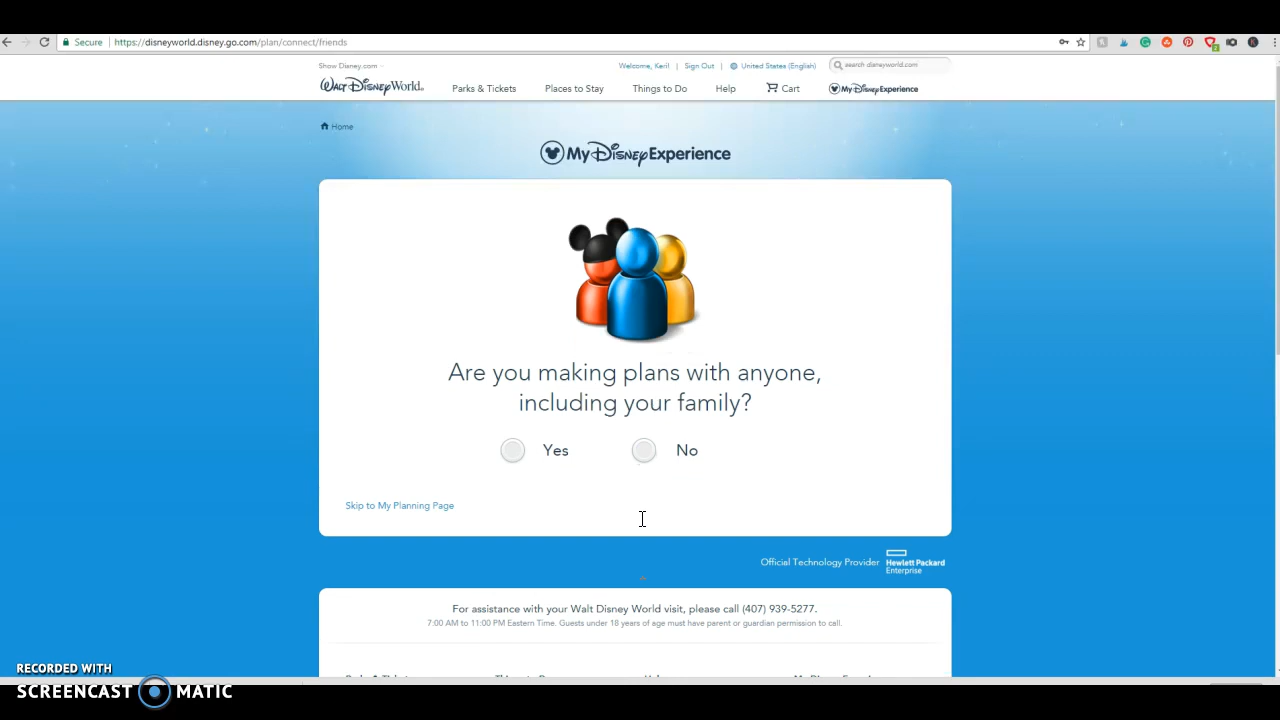 Secure https://disneyworld.disney.go.com/plan/connect/friends
Show Disney.com
Welcome, Keri! | Sign Out | United States (English)
search disneyworld.com
Walt Disney World. Parks & Tickets Places to Stay Things to Do Help Cart My Disney Experience
Home
My Disney Experience
Are you making plans with anyone,
including your family?
Yes No
Skip to My Planning Page
Official Technology Provider Hewlett Packard
Enterprise
For assistance with your Walt Disney World visit, please call (407) 939-5277.
7:00 AM to 11:00 PM Eastern Time. Guests under 18 years of age must have parent or guardian permission to call.
RECORDED WITH
SCREENCAST MATIC